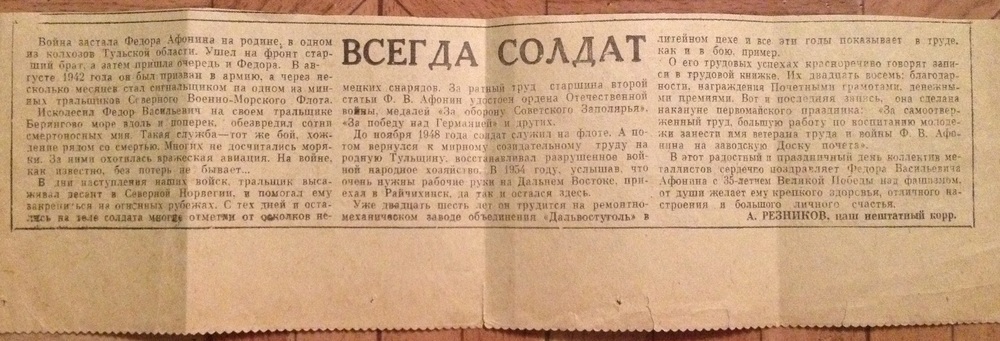 ВСЕГДА СОЛДАТ
Война застала Федора Афонина на родине, в одном
из колхозов Тульской области. Ушел на фронт стар-
ший брат, а затем пришла очередь и Федора. В ав-
густе 1942 года он был призван в армию, а через не-
сколько месяцев стал сигнальщиком на одном из мин-
ных тральщиков Северного Военно-Морского Флота.
Исколесил Федор Васильевич на своем тральщике
Берингово море вдоль и поперек, обезвредил сотни
смертоносных мин. Такая служба—тот же бой, хож-
дение рядом со смертью. Многих не досчитались моря-
ки. За ними охотилась вражеская авиация. На войне,
как известно, без потерь не бывает...
В дни наступления наших войск, тральщик выса-
живал десант в Северной Норвегии, и помогал ему
закрепиться на огненных рубежах. С тех дней и оста-
лись на теле солдата многие отметки от осколков не-
мецких снарядов. За ратный труд старшина второй
статьи Ф. В. Афонин удостоен ордена Отечественной
войны, медалей «За оборону Советского Заполярья»,
«За победу над Германией» и других.
До ноября 1948 года солдат служил на флоте. А по-
том вернулся к мирному созидательному труду на
родную Тульщину, восстанавливал разрушенное вой-
ной народное хозяйство. В 1954 году, услышав, что
очень нужны рабочие руки на Дальнем Востоке, при-
ехал в Райчихинск, да так и остался здесь.
Уже двадцать шесть лет он трудится на ремонтно-
механическом заводе объединения «Дальвостуголь» в
литейном цехе и все эти годы показывает в труде,
как и в бою, пример.
О его трудовых успехах красноречиво говорят запи-
си в трудовой книжке. Их двадцать восемь: благодар-
ности, награждения Почетными грамотами, денежны-
ми премиями. Вот и последняя запись, она сделана
накануне первомайского праздника: «За самоотвер-
женный труд, большую работу по воспитанию молоде-
жи занести имя ветерана труда и войны Ф. В. Афо-
нина на заводскую Доску почета».
В этот радостный и праздничный день коллектив ме-
таллистов сердечно поздравляет Федора Васильевича
Афонина с 35-летием Великой Победы над фашизмом,
от души желает ему крепкого здоровья, отличного на-
строения и большого личного счастья.
А. РЕЗНИКОВ, наш нештатный корр.